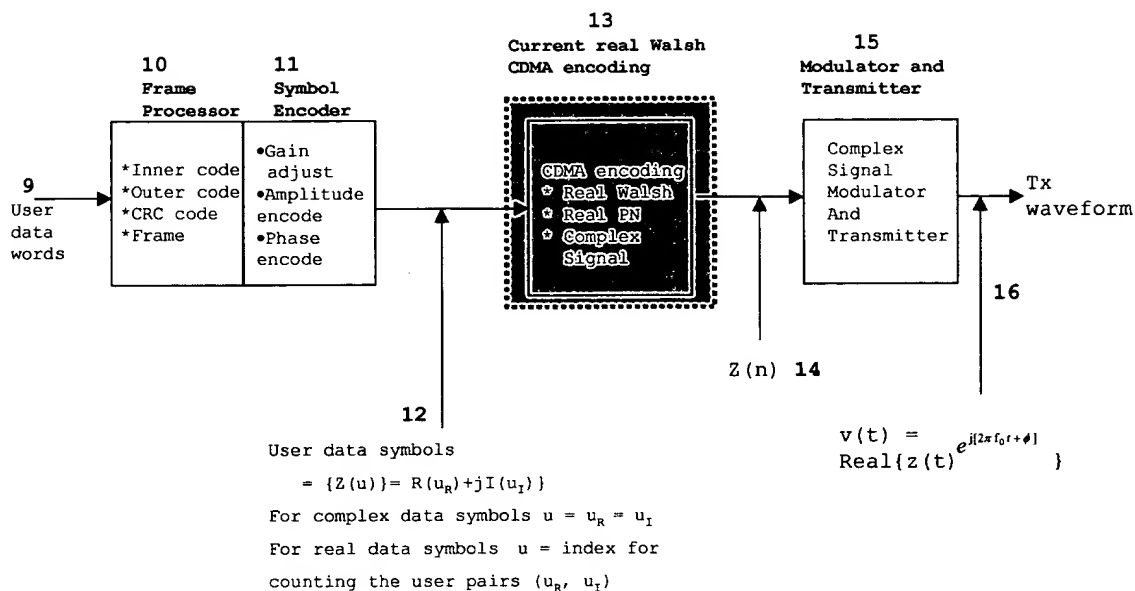 13
Current real Walsh
CDMA encoding
15
Modulator and
Transmitter
10
Frame
Processor
11
Symbol
Encoder
9
User
data
words
*Inner code
*Outer code
*CRC code
*Frame
•Gain
adjust
•Amplitude
encode
•Phase
encode
CDMA encoding
* Real Walsh
* Real PN
* Complex
Signal
Complex
Signal
Modulator
And
Transmitter
Tx
waveform
16
Z(n) 14
12
User data symbols
= {Z(u)}= R(u_R)+jI(u_I)}
For complex data symbols u = u_R = u_I
For real data symbols u = index for
counting the user pairs (u_R, u_I)
v(t) =
Real{z(t)e^{j[2πf_0t+ϕ]}}